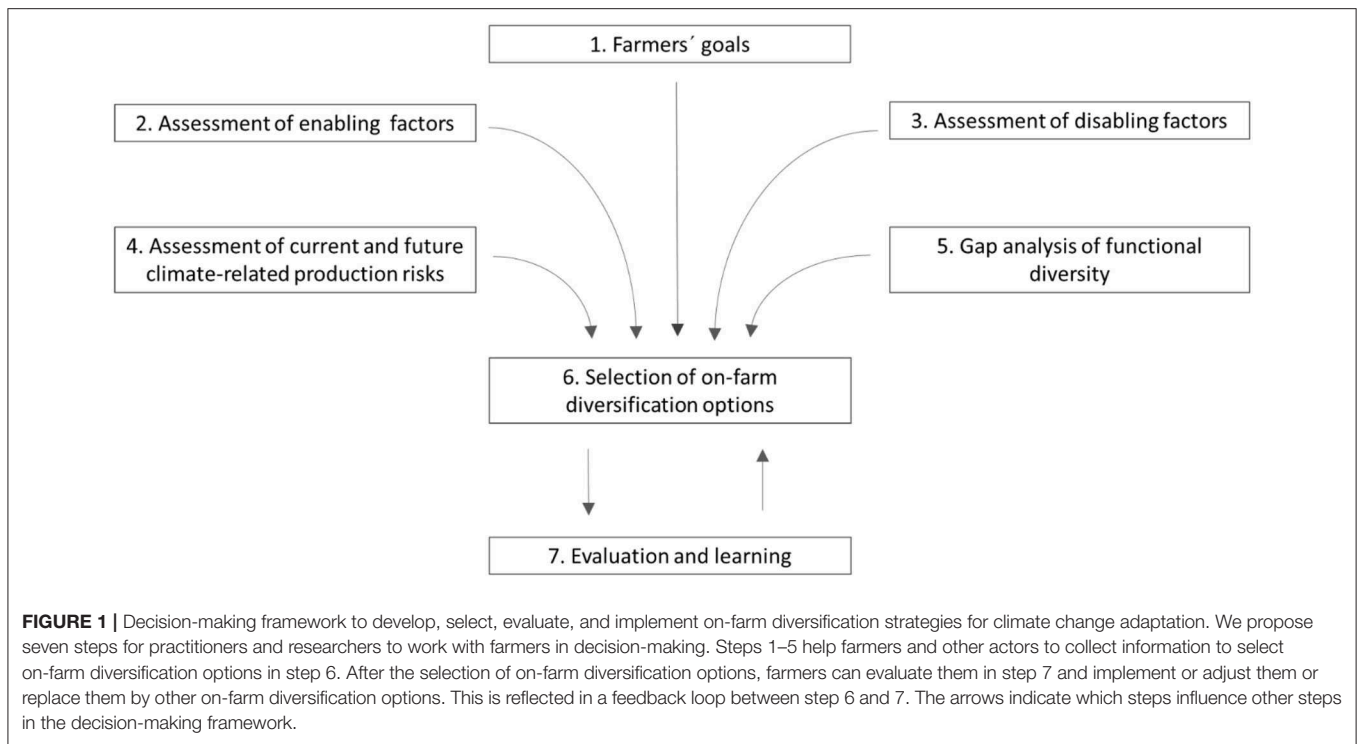 1. Farmers´ goals
2. Assessment of enabling factors
3. Assessment of disabling factors
4. Assessment of current and future
climate-related production risks
5. Gap analysis of functional
diversity
6. Selection of on-farm
diversification options
7. Evaluation and learning
FIGURE 1 | Decision-making framework to develop, select, evaluate, and implement on-farm diversification strategies for climate change adaptation. We propose
seven steps for practitioners and researchers to work with farmers in decision-making. Steps 1–5 help farmers and other actors to collect information to select
on-farm diversification options in step 6. After the selection of on-farm diversification options, farmers can evaluate them in step 7 and implement or adjust them or
replace them by other on-farm diversification options. This is reflected in a feedback loop between step 6 and 7. The arrows indicate which steps influence other steps
in the decision-making framework.